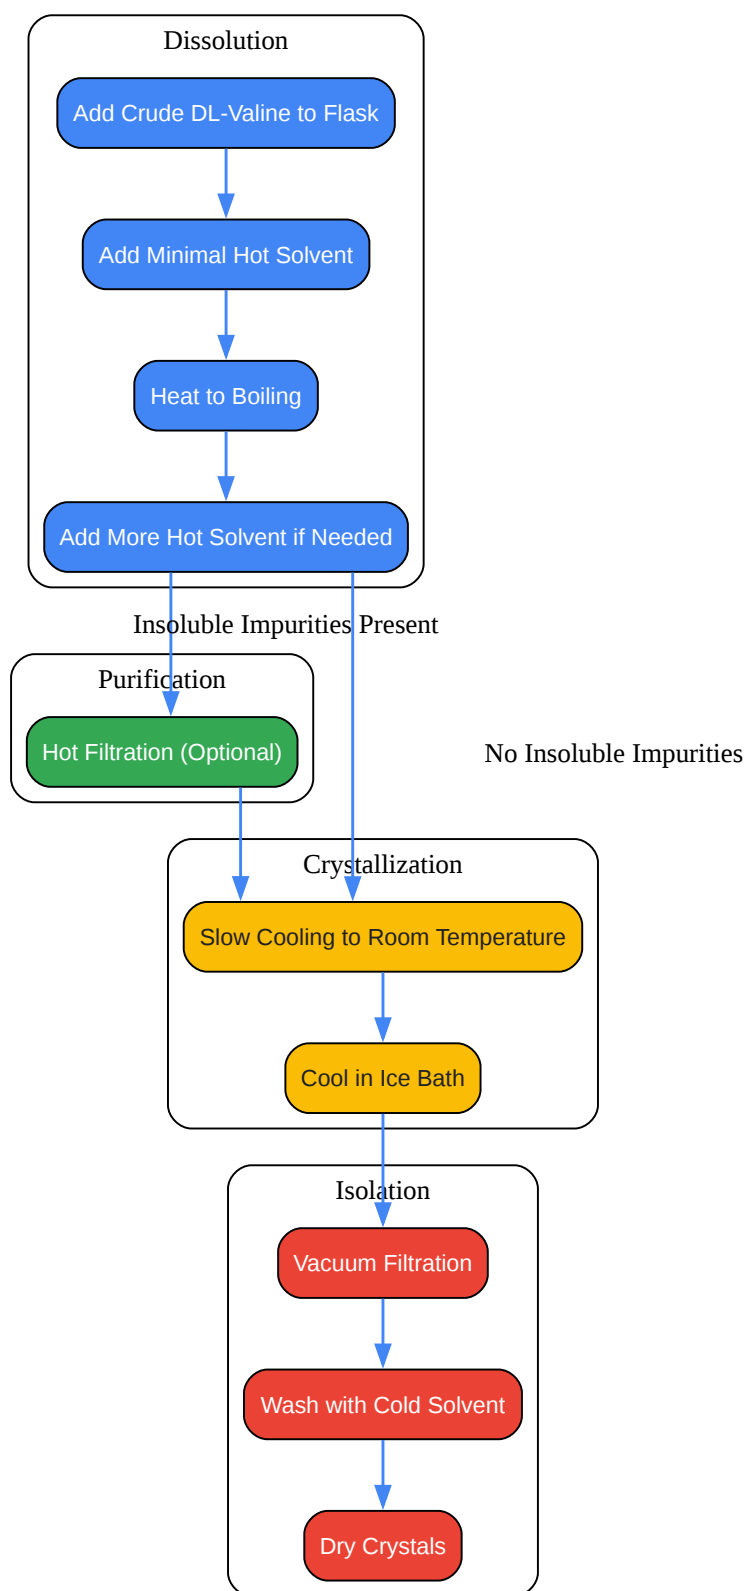 Dissolution
Add Crude DL-Valine to Flask
Add Minimal Hot Solvent
Heat to Boiling
Add More Hot Solvent if Needed
Insoluble Impurities Present
Purification
Hot Filtration (Optional)
No Insoluble Impurities
Crystallization
Slow Cooling to Room Temperature
Cool in Ice Bath
Isolation
Vacuum Filtration
Wash with Cold Solvent
Dry Crystals